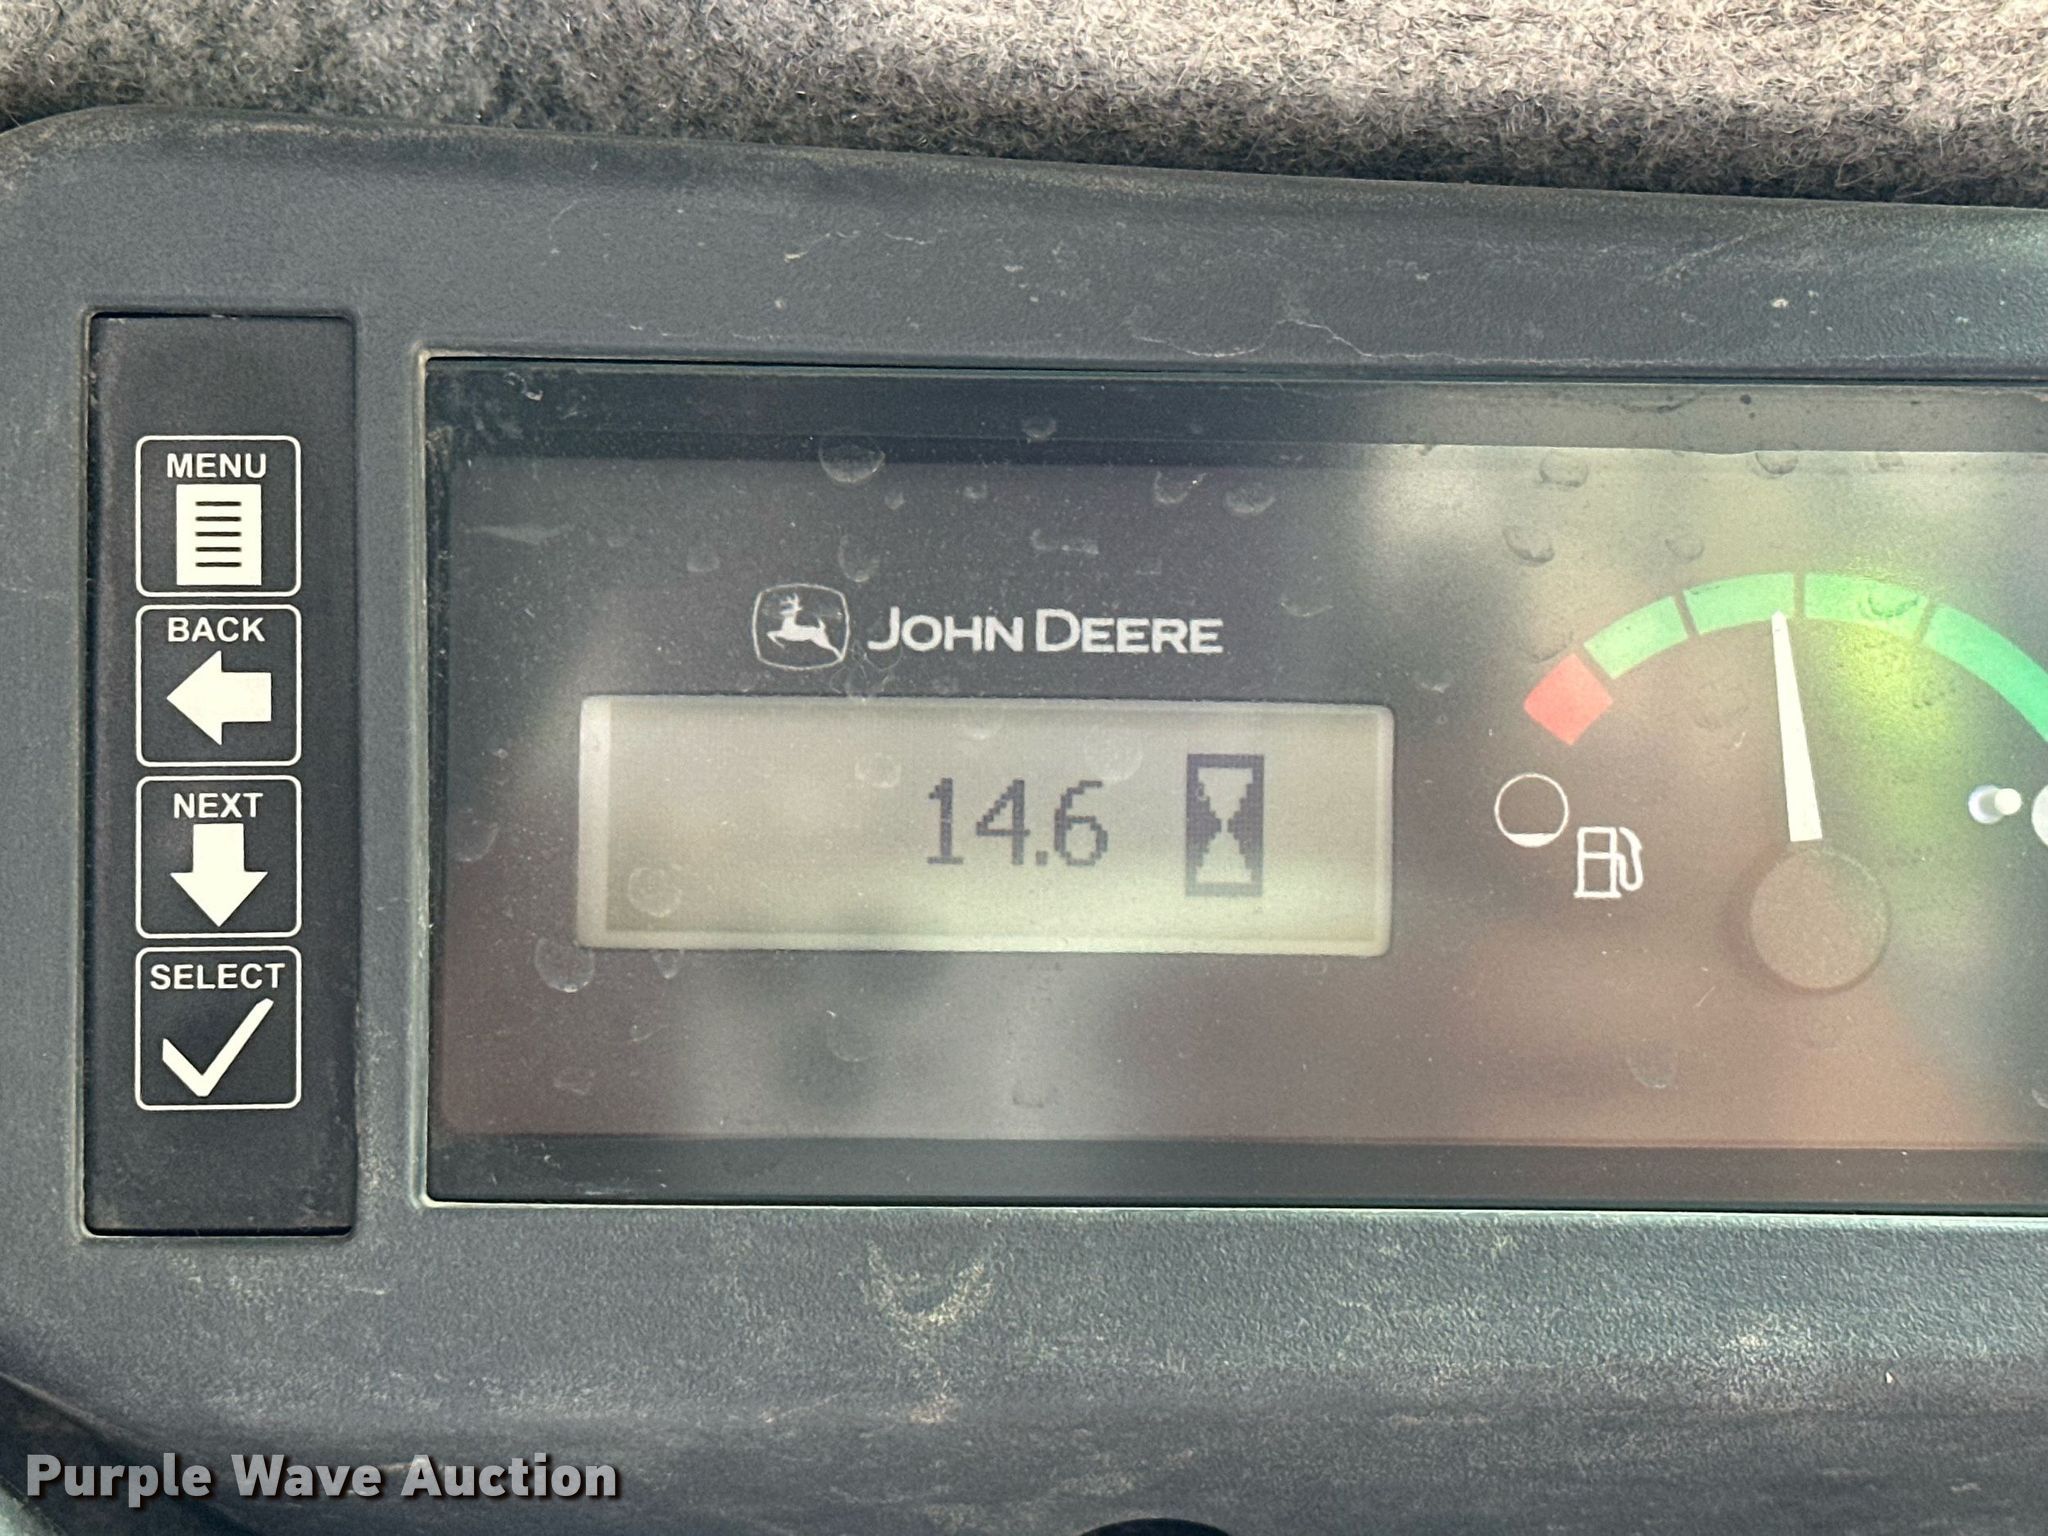 MENU
BACK
NEXT
SELECT
JOHN DEERE
14.6
Purple Wave Auction